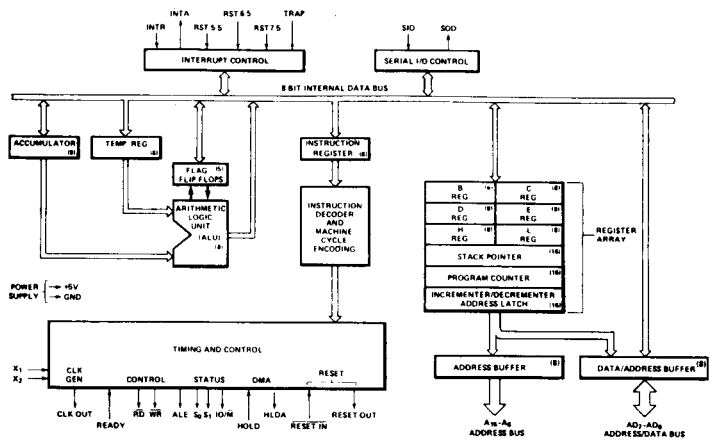 INTA RST 6 5 TRAP
INTR RST 5 5 RST 7 5
SID SOD
INTERRUPT CONTROL
SERIAL I/O CONTROL
8 BIT INTERNAL DATA BUS
ACCUMULATOR (8)
TEMP REG (8)
INSTRUCTION
REGISTER (8)
FLAG (5)
FLIP FLOPS
ARITHMETIC
LOGIC
UNIT
(ALU)
(8)
INSTRUCTION
DECODER
AND
MACHINE
CYCLE
ENCODING
B (8) C (8)
REG REG
D (8) E (8)
REG REG
H (8) L (8)
REG REG
STACK POINTER (16)
PROGRAM COUNTER (16)
INCREMENTER/DECREMENTER
ADDRESS LATCH (16)
REGISTER
ARRAY
POWER +5V
SUPPLY GND
TIMING AND CONTROL
X1 CLK
X2 GEN
CONTROL STATUS DMA RESET
CLK OUT READY RD WR ALE S0 S1 IO/M HOLD HLDA RESET IN RESET OUT
ADDRESS BUFFER (8)
DATA/ADDRESS BUFFER (8)
ADDRESS BUS
AD7-AD0
ADDRESS/DATA BUS